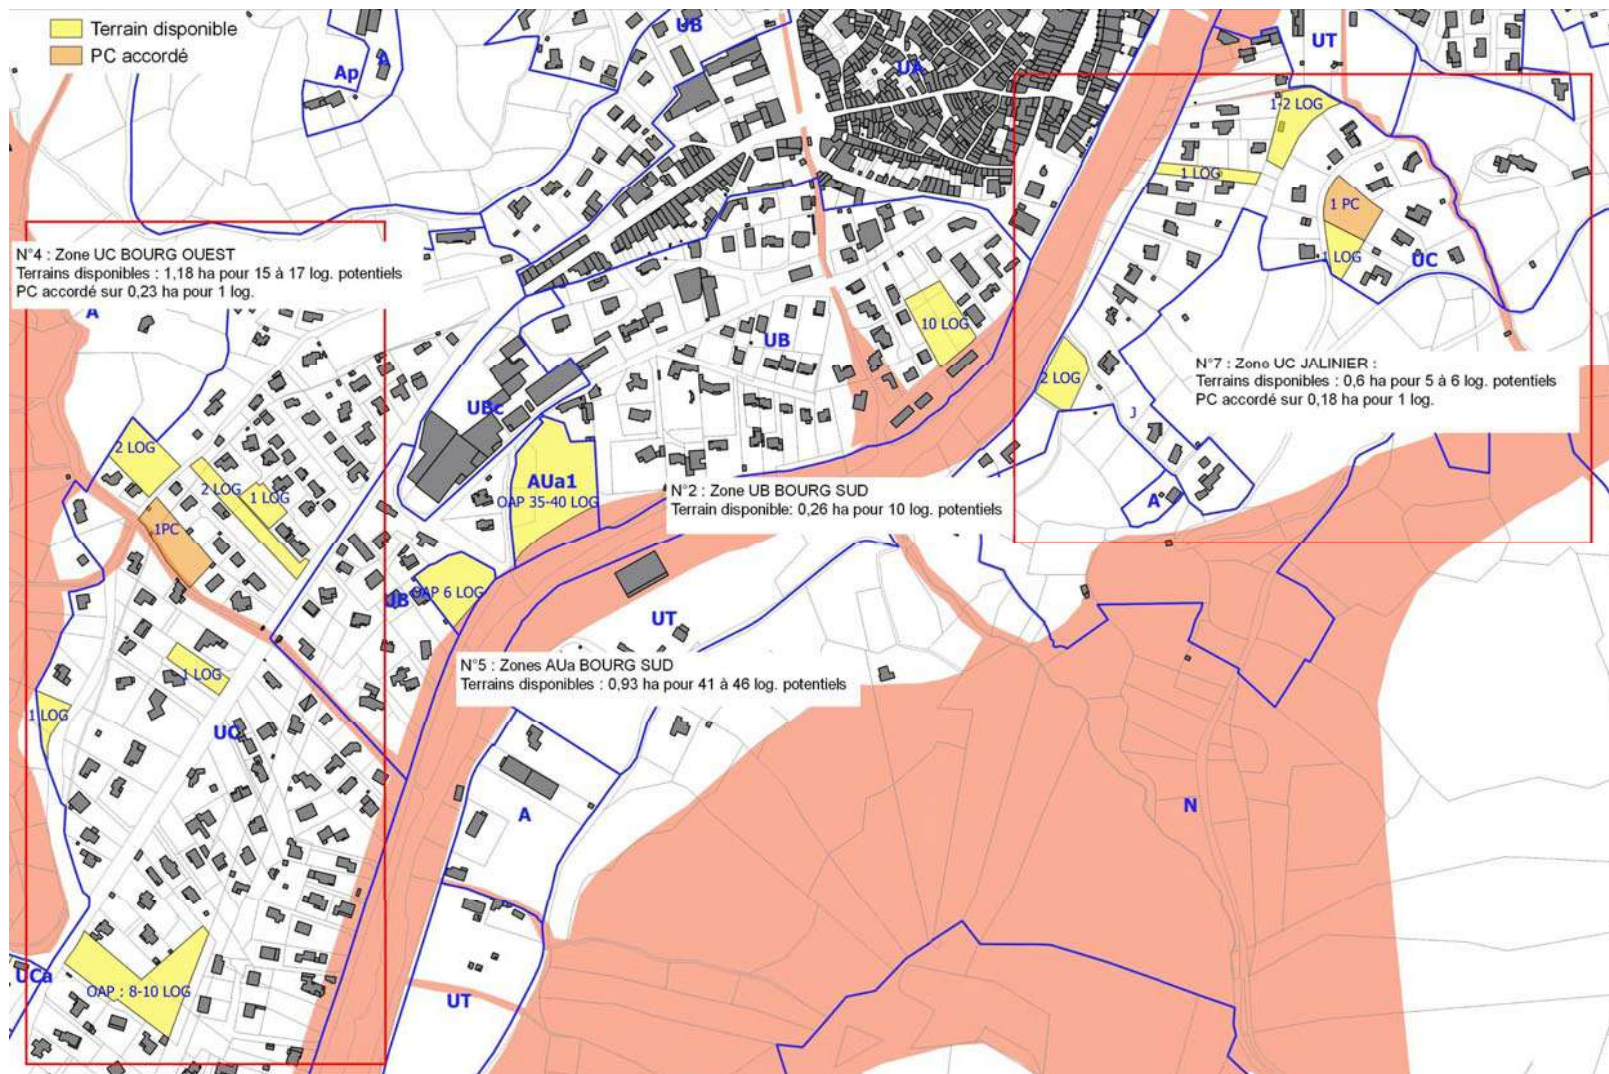 Terrain disponible
PC accordé
UB
UA
UT
Ap
A
1-2 LOG
1 LOG
1 PC
1 LOG
UC
N°4 : Zone UC BOURG OUEST
Terrains disponibles : 1,18 ha pour 15 à 17 log. potentiels
PC accordé sur 0,23 ha pour 1 log.
A
10 LOG
UB
N°7 : Zone UC JALINIER :
Terrains disponibles : 0,6 ha pour 5 à 6 log. potentiels
PC accordé sur 0,18 ha pour 1 log.
2 LOG
J
UBc
2 LOG
2 LOG
1 LOG
AUa1
OAP 35-40 LOG
N°2 : Zone UB BOURG SUD
Terrain disponible: 0,26 ha pour 10 log. potentiels
A
1PC
UB
OAP 6 LOG
UT
N°5 : Zones AUa BOURG SUD
Terrains disponibles : 0,93 ha pour 41 à 46 log. potentiels
1 LOG
1 LOG
UC
A
N
UCa
OAP : 8-10 LOG
UT